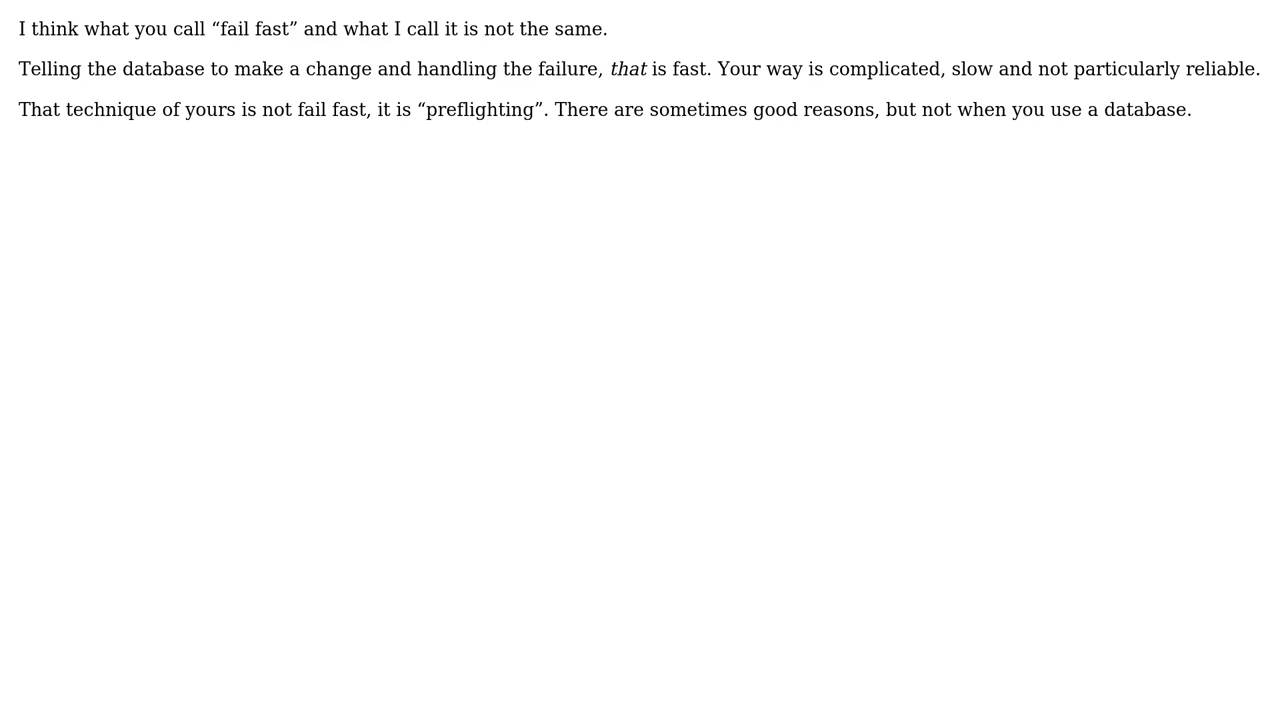 I think what you call “fail fast” and what I call it is not the same.
Telling the database to make a change and handling the failure, that is fast. Your way is complicated, slow and not particularly reliable.
That technique of yours is not fail fast, it is “preflighting”. There are sometimes good reasons, but not when you use a database.